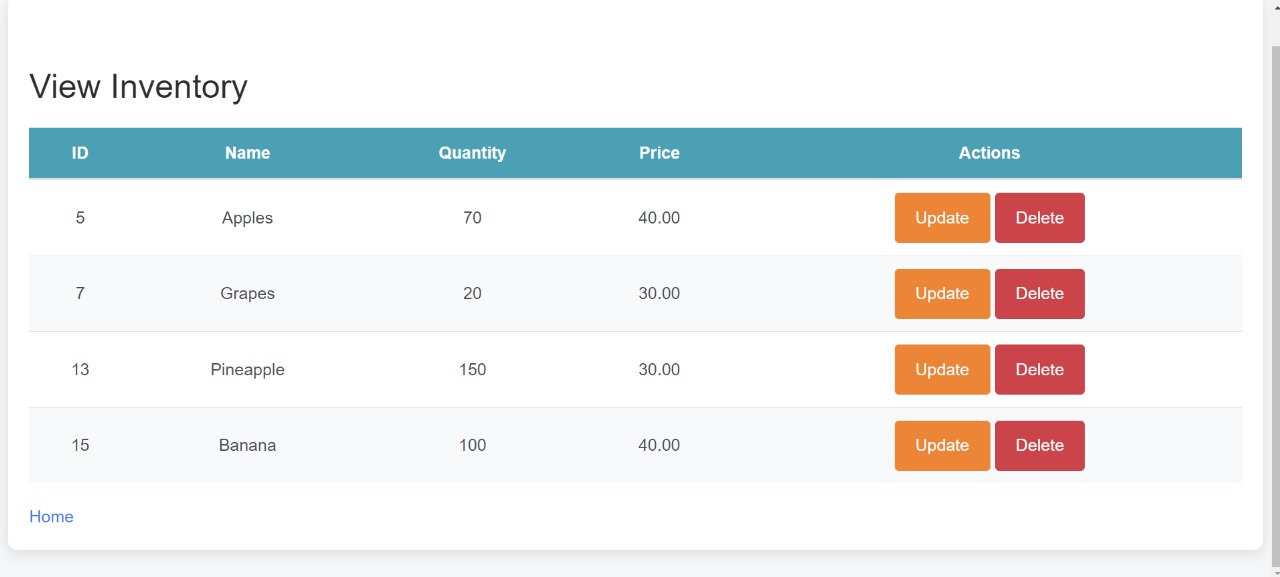 View Inventory
ID Name Quantity Price Actions
5 Apples 70 40.00 Update Delete
7 Grapes 20 30.00 Update Delete
13 Pineapple 150 30.00 Update Delete
15 Banana 100 40.00 Update Delete
Home